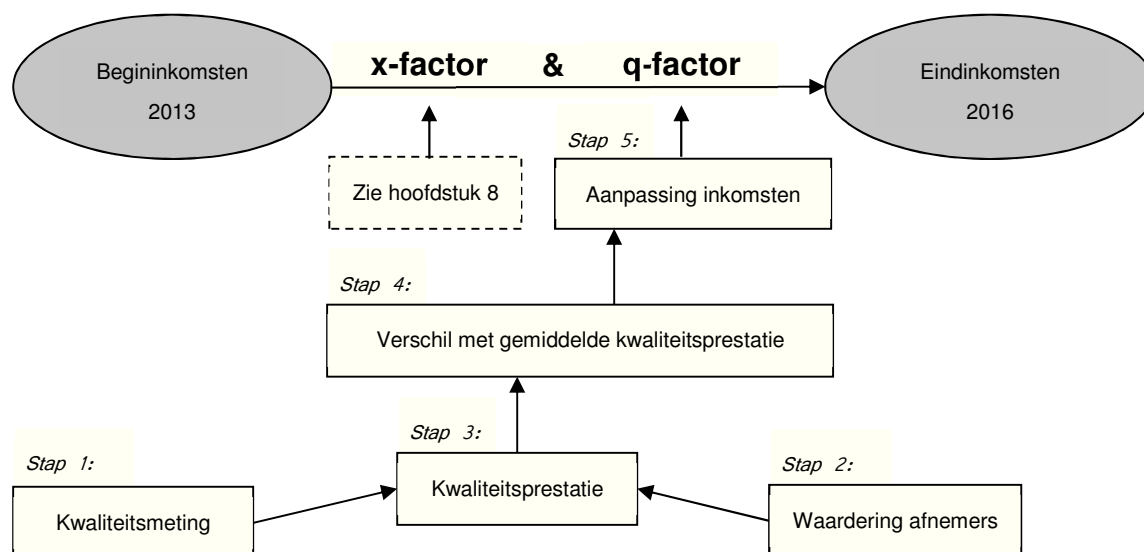 Begininkomsten
2013
x-factor & q-factor
Eindinkomsten
2016
Stap 5:
Zie hoofdstuk 8
Aanpassing inkomsten
Stap 4:
Verschil met gemiddelde kwaliteitsprestatie
Stap 3:
Kwaliteitsprestatie
Stap 1:
Kwaliteitsmeting
Stap 2:
Waardering afnemers